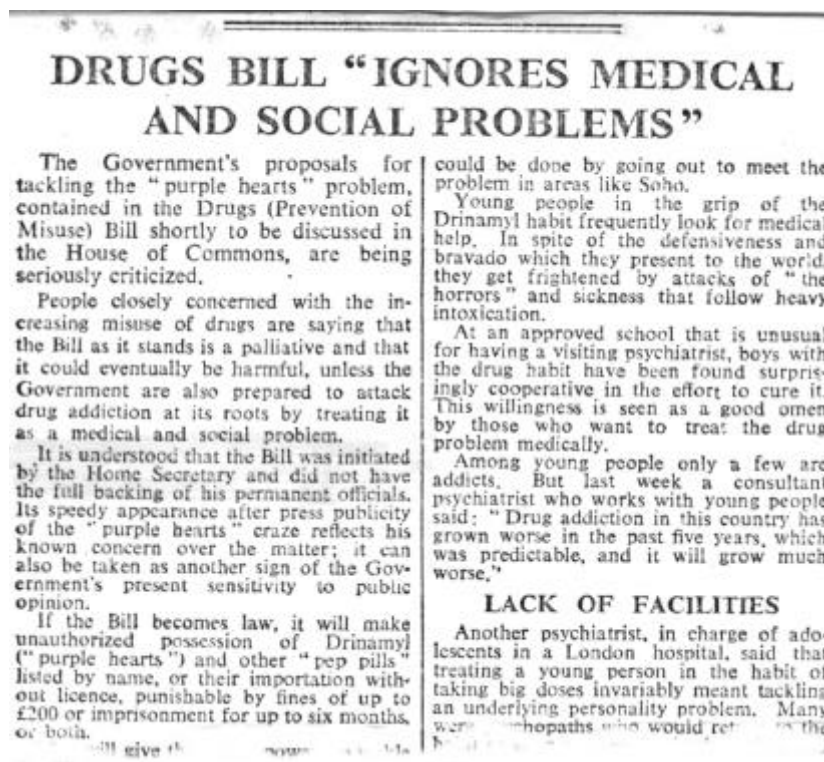 DRUGS BILL “IGNORES MEDICAL
AND SOCIAL PROBLEMS”
The Government's proposals for
tackling the “purple hearts” problem,
contained in the Drugs (Prevention of
Misuse) Bill shortly to be discussed in
the House of Commons, are being
seriously criticized.
People closely concerned with the in-
creasing misuse of drugs are saying that
the Bill as it stands is a palliative and that
it could eventually be harmful, unless the
Government are also prepared to attack
drug addiction at its roots by treating it
as a medical and social problem.
It is understood that the Bill was initiated
by the Home Secretary and did not have
the full backing of his permanent officials.
Its speedy appearance after press publicity
of the “purple hearts” craze reflects his
known concern over the matter; it can
also be taken as another sign of the Gov-
ernment's present sensitivity to public
opinion.
If the Bill becomes law, it will make
unauthorized possession of Drinamyl
(“purple hearts”) and other “pep pills”
listed by name, or their importation with-
out licence, punishable by fines of up to
£200 or imprisonment for up to six months,
or both.
will give
could be done by going out to meet the
problem in areas like Soho.
Young people in the grip of the
Drinamyl habit frequently look for medical
help. In spite of the defensiveness and
bravado which they present to the world,
they get frightened by attacks of “the
horrors” and sickness that follow heavy
intoxication.
At an approved school that is unusual
for having a visiting psychiatrist, boys with
the drug habit have been found surpris-
ingly cooperative in the effort to cure it.
This willingness is seen as a good omen
by those who want to treat the drug
problem medically.
Among young people only a few are
addicts. But last week a consultant
psychiatrist who works with young people
said: “Drug addiction in this country has
grown worse in the past five years, which
was predictable, and it will grow much
worse.”
LACK OF FACILITIES
Another psychiatrist, in charge of ado-
lescents in a London hospital, said that
treating a young person in the habit of
taking big doses invariably meant tackling
an underlying personality problem. Many
were who would the